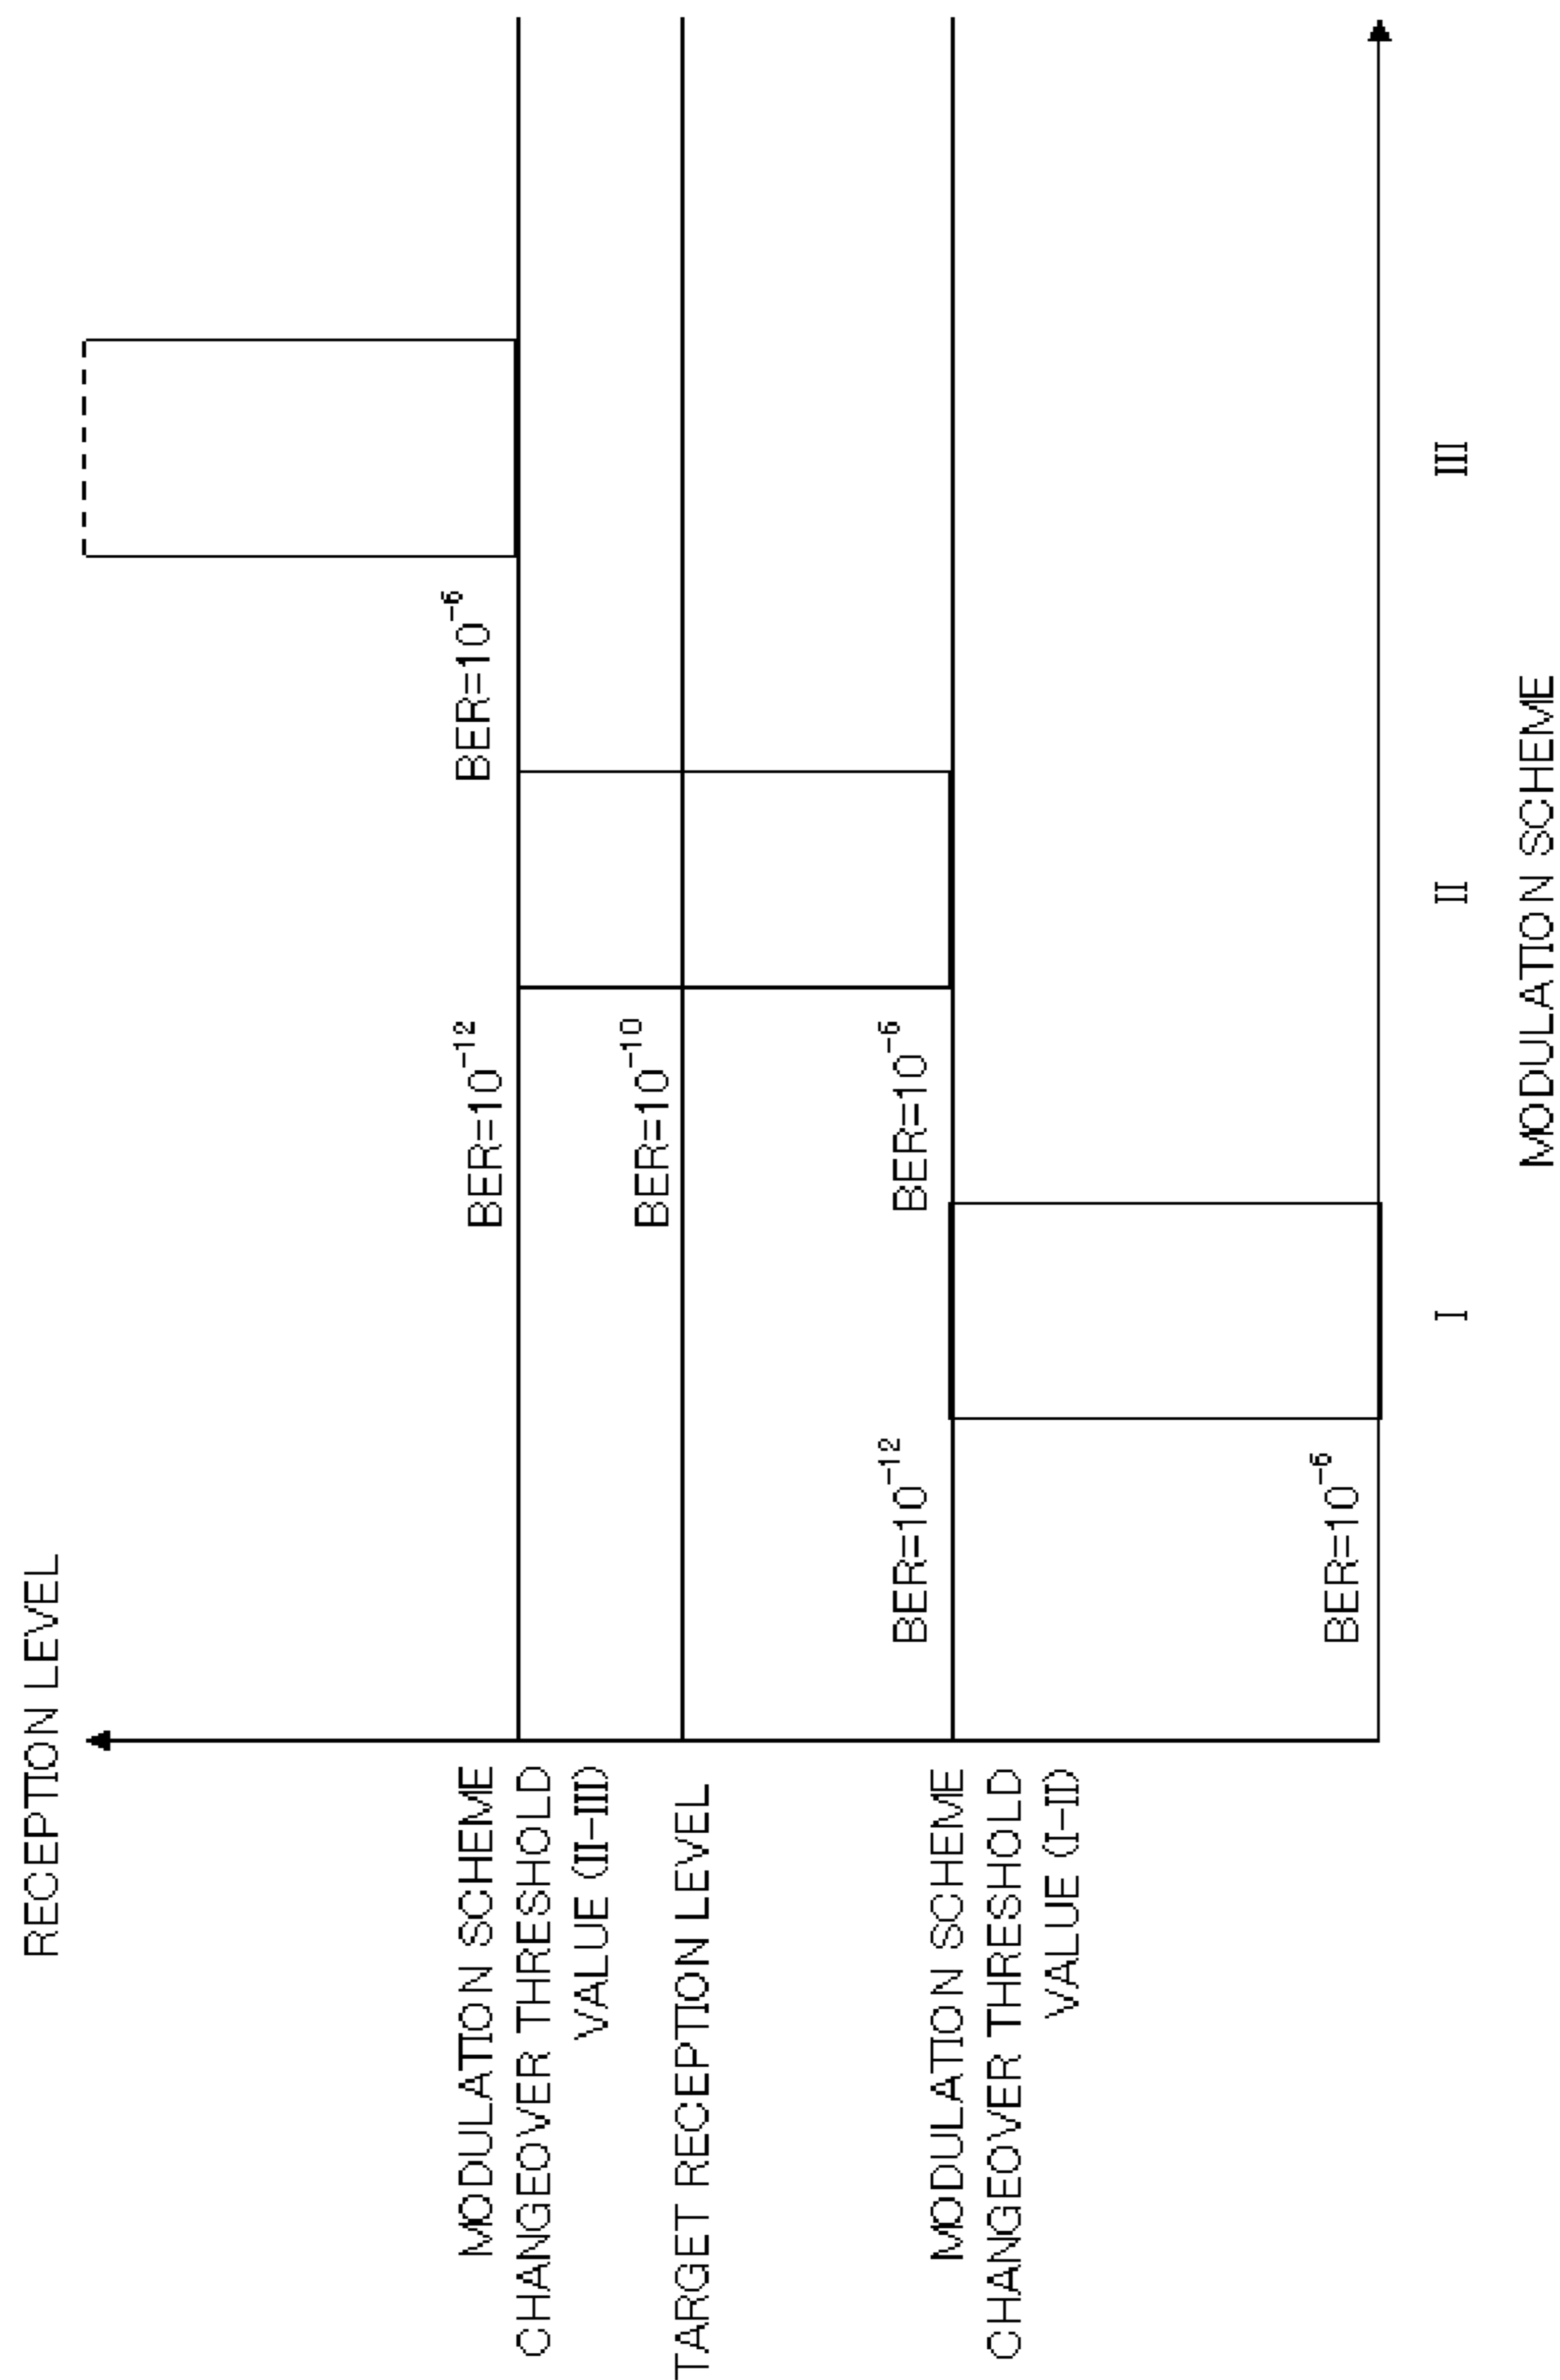 RECEPTION LEVEL
BER=10⁻⁶
MODULATION SCHEME
CHANGEOVER THRESHOLD
VALUE (II-III)
BER=10⁻¹²
TARGET RECEPTION LEVEL
BER=10⁻¹⁰
MODULATION SCHEME
CHANGEOVER THRESHOLD
VALUE (I-II)
BER=10⁻¹²
BER=10⁻⁶
BER=10⁻⁶
I
II
III
MODULATION SCHEME